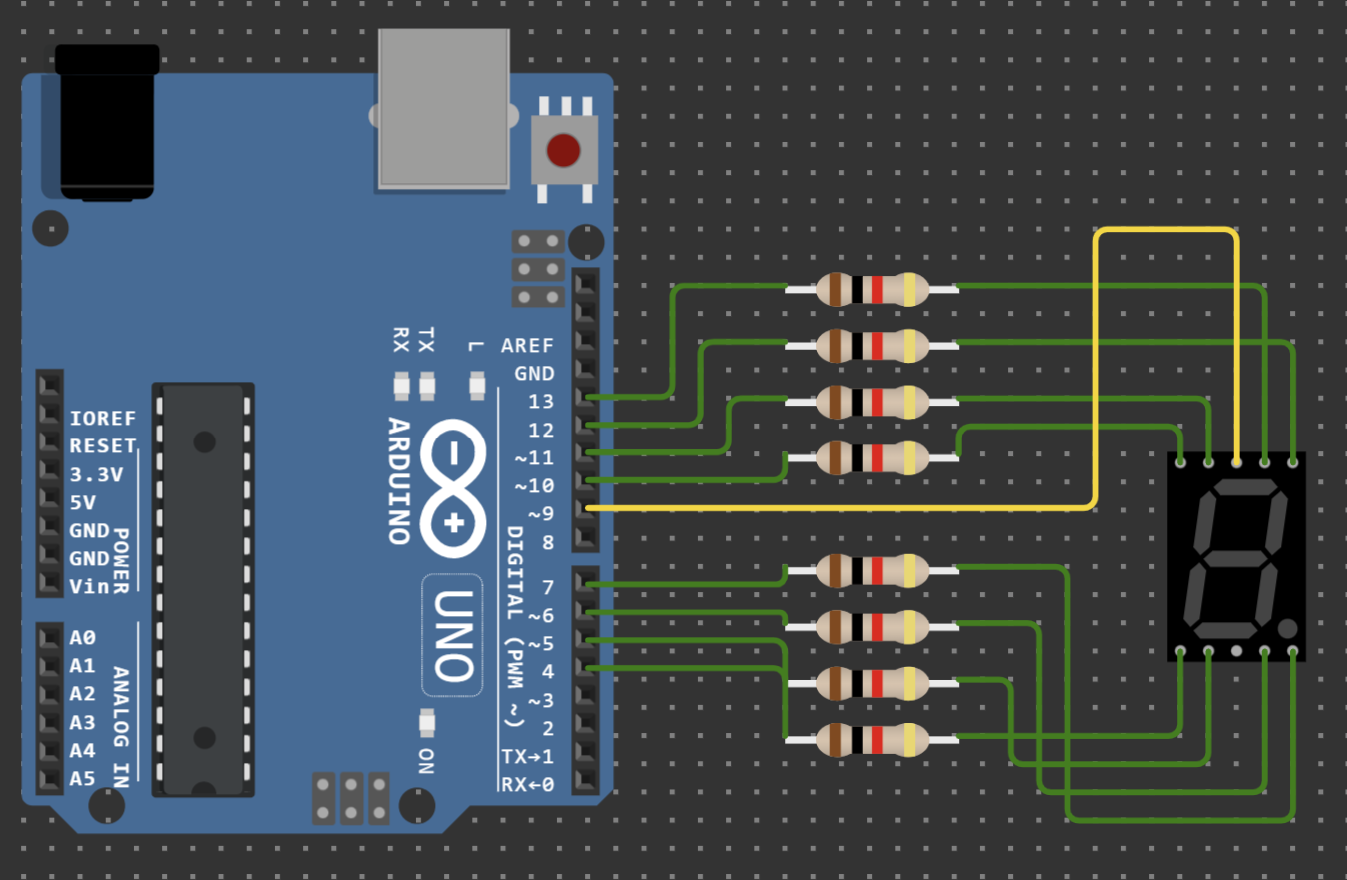 RX
TX
L
AREF
GND
13
12
~11
~10
~9
8
7
~6
~5
4
~3
2
TX→1
RX←0
DIGITAL (PWM ~)
ARDUINO
UNO
ON
IOREF
RESET
3.3V
5V
GND
GND
Vin
POWER
A0
A1
A2
A3
A4
A5
ANALOG IN